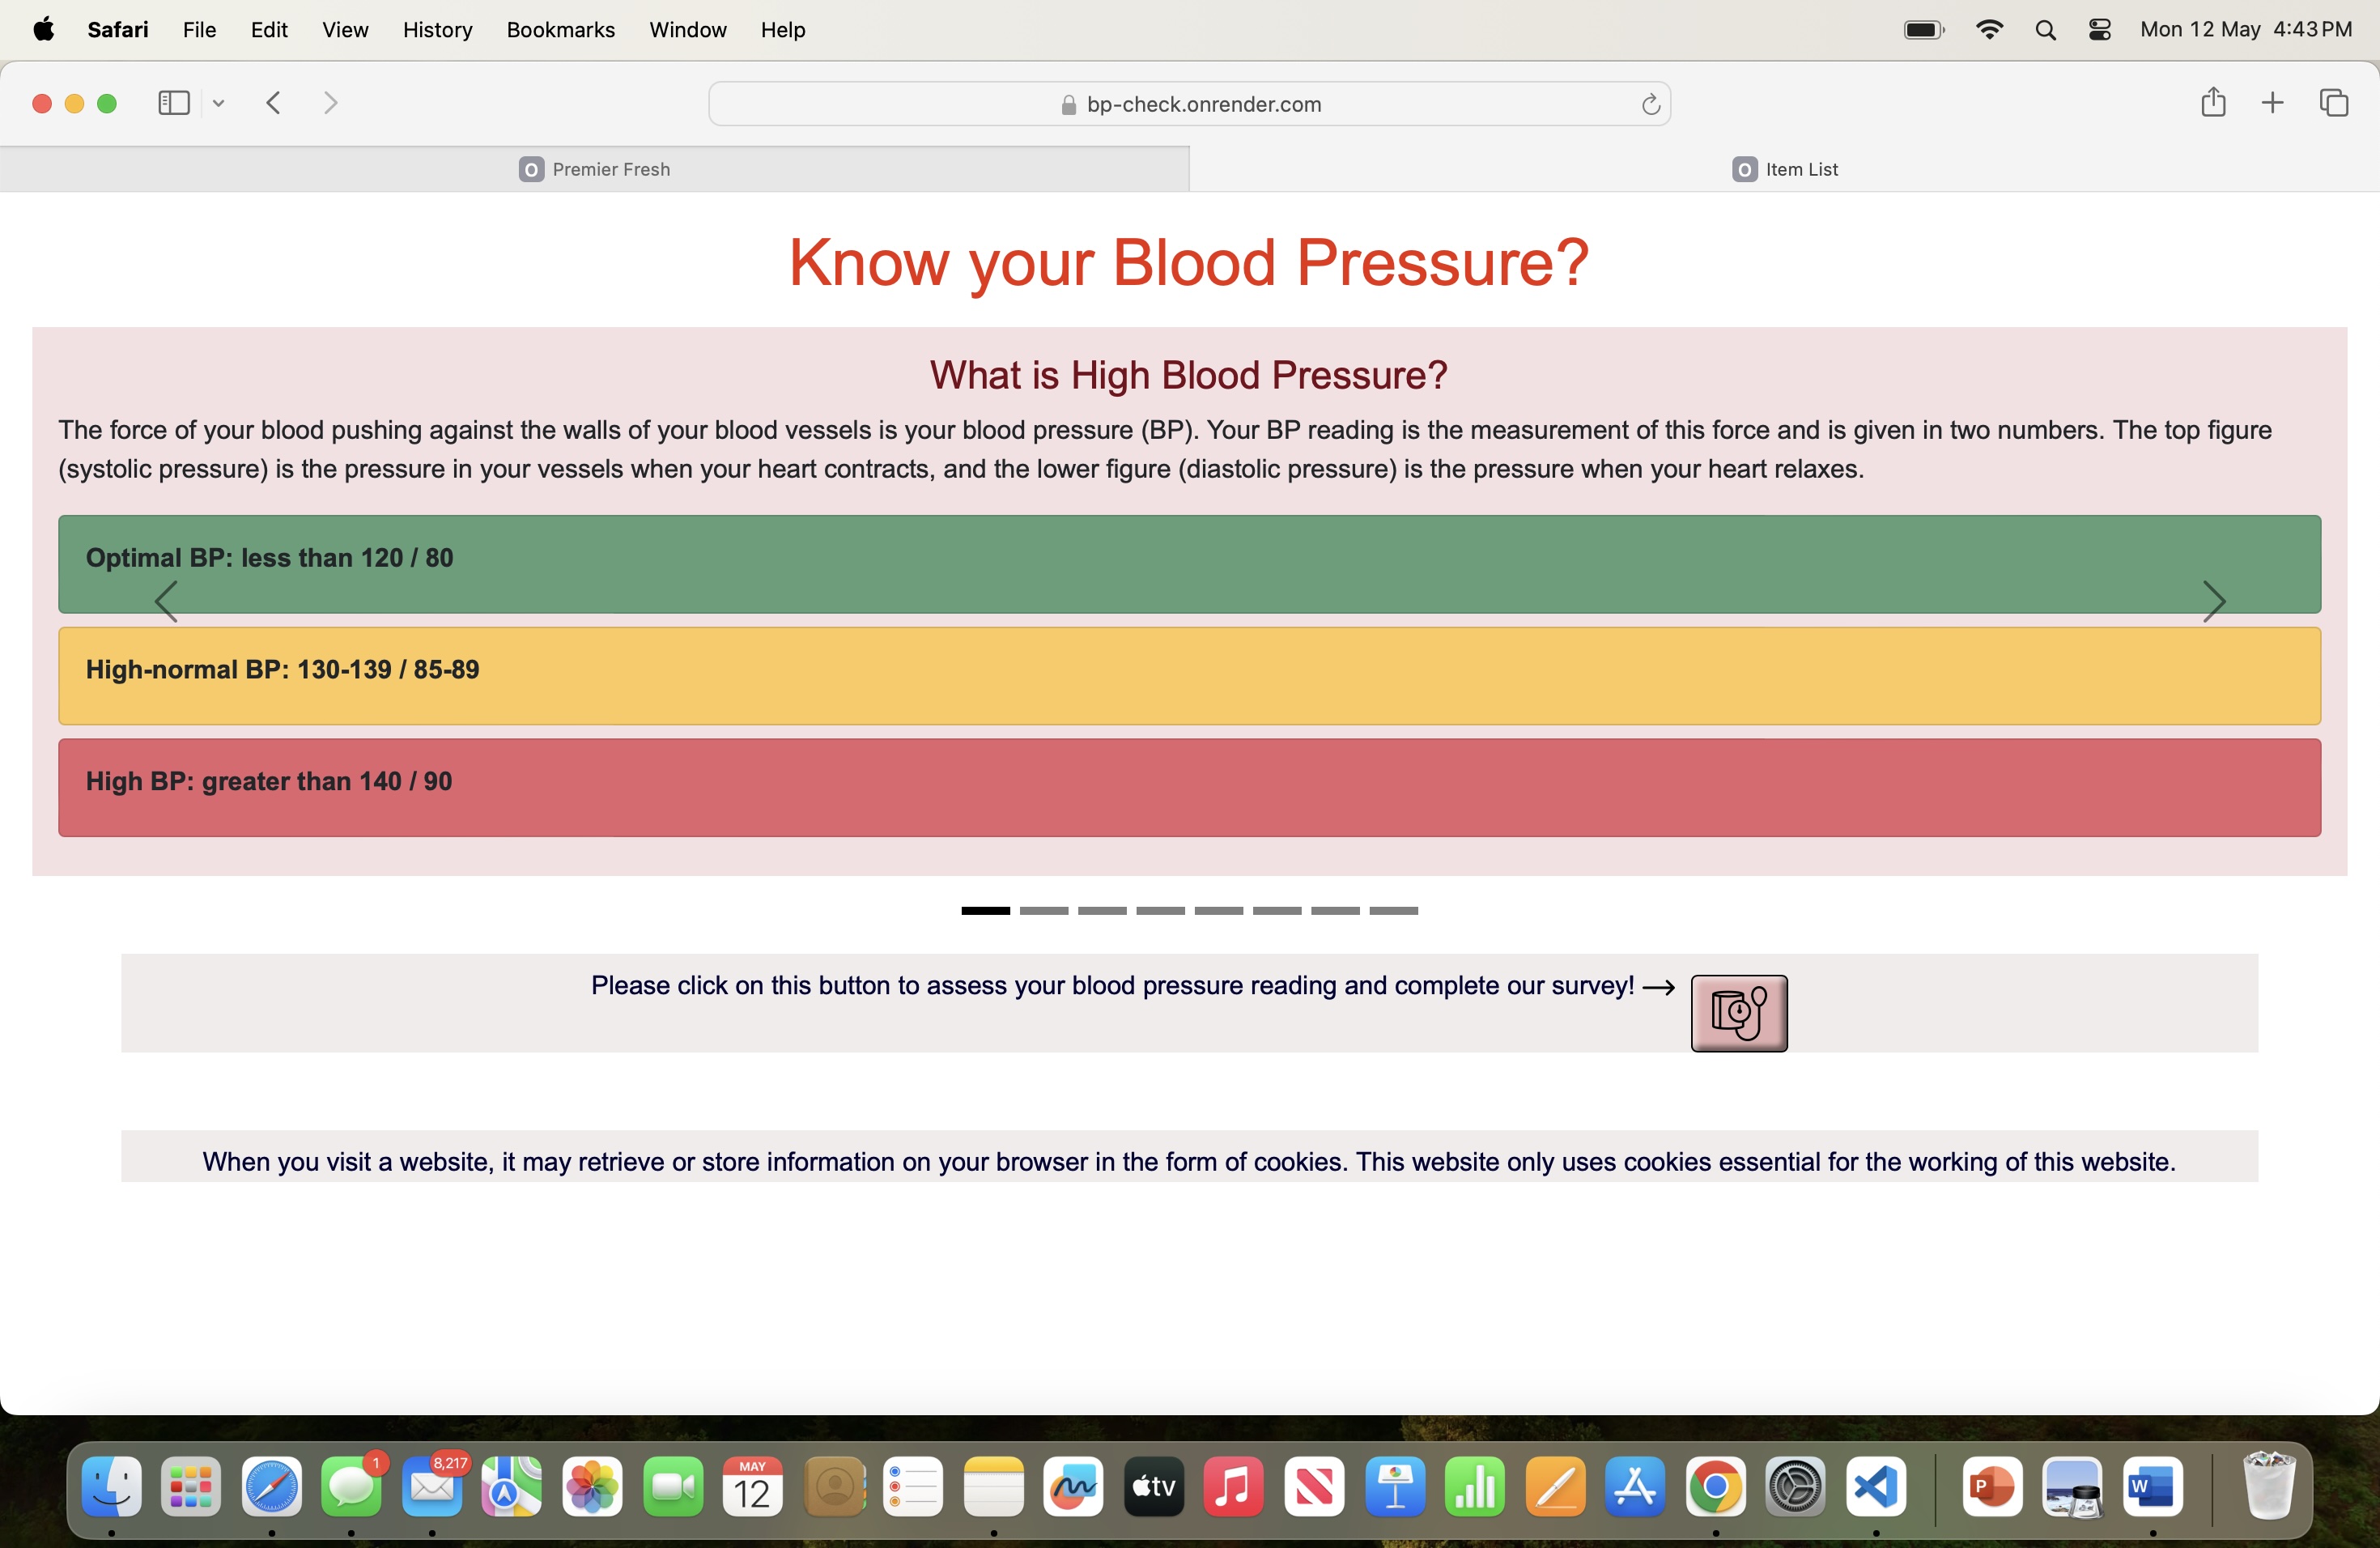 Safari File Edit View History Bookmarks Window Help Mon 12 May 4:43 PM
bp-check.onrender.com
O Premier Fresh O Item List
Know your Blood Pressure?
What is High Blood Pressure?
The force of your blood pushing against the walls of your blood vessels is your blood pressure (BP). Your BP reading is the measurement of this force and is given in two numbers. The top figure
(systolic pressure) is the pressure in your vessels when your heart contracts, and the lower figure (diastolic pressure) is the pressure when your heart relaxes.
Optimal BP: less than 120 / 80
High-normal BP: 130-139 / 85-89
High BP: greater than 140 / 90
Please click on this button to assess your blood pressure reading and complete our survey! →
When you visit a website, it may retrieve or store information on your browser in the form of cookies. This website only uses cookies essential for the working of this website.
1 8,217 MAY
12 tv P W